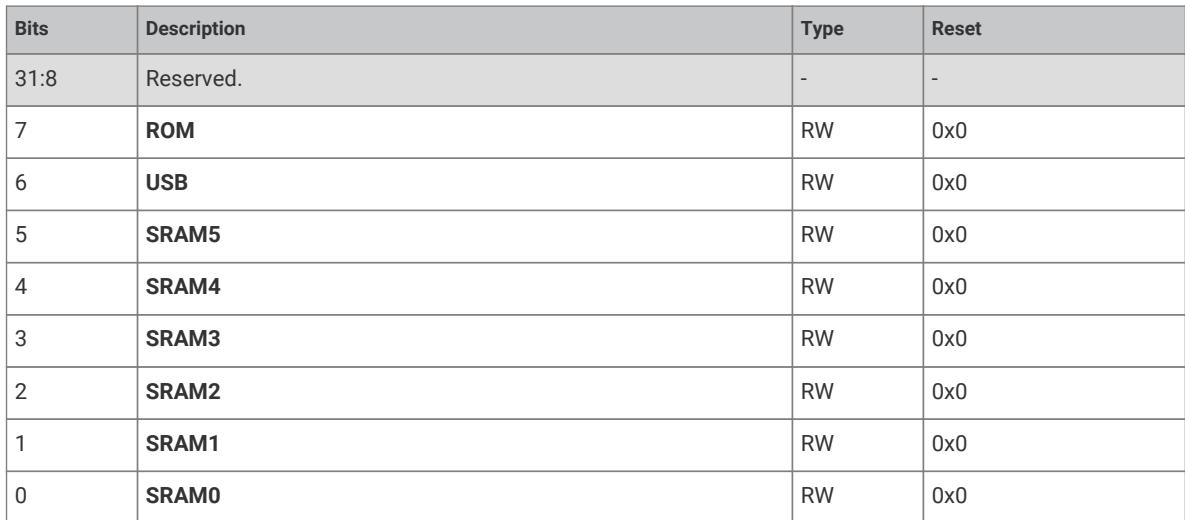 Bits Description Type Reset
31:8 Reserved. - -
7 ROM RW 0x0
6 USB RW 0x0
5 SRAM5 RW 0x0
4 SRAM4 RW 0x0
3 SRAM3 RW 0x0
2 SRAM2 RW 0x0
1 SRAM1 RW 0x0
0 SRAM0 RW 0x0